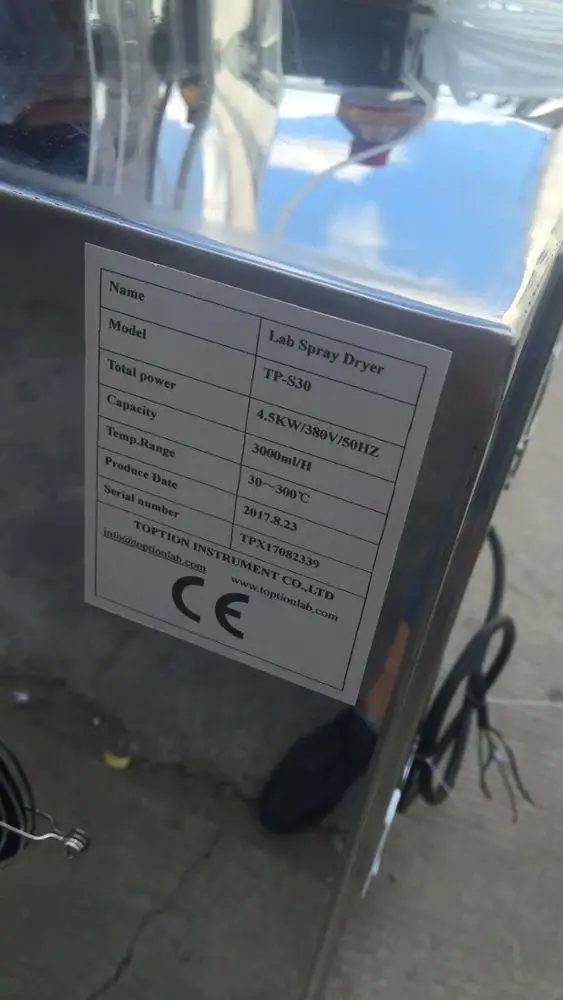 Name Lab Spray Dryer
Model TP-S30
Total power 4.5KW/380V/50HZ
Capacity 3000ml/H
Temp.Range 30～300℃
Produce Date 2017.8.23
Serial number TPX17082339
TOPTION INSTRUMENT CO.,LTD
info@toptionlab.com www.toptionlab.com
CE